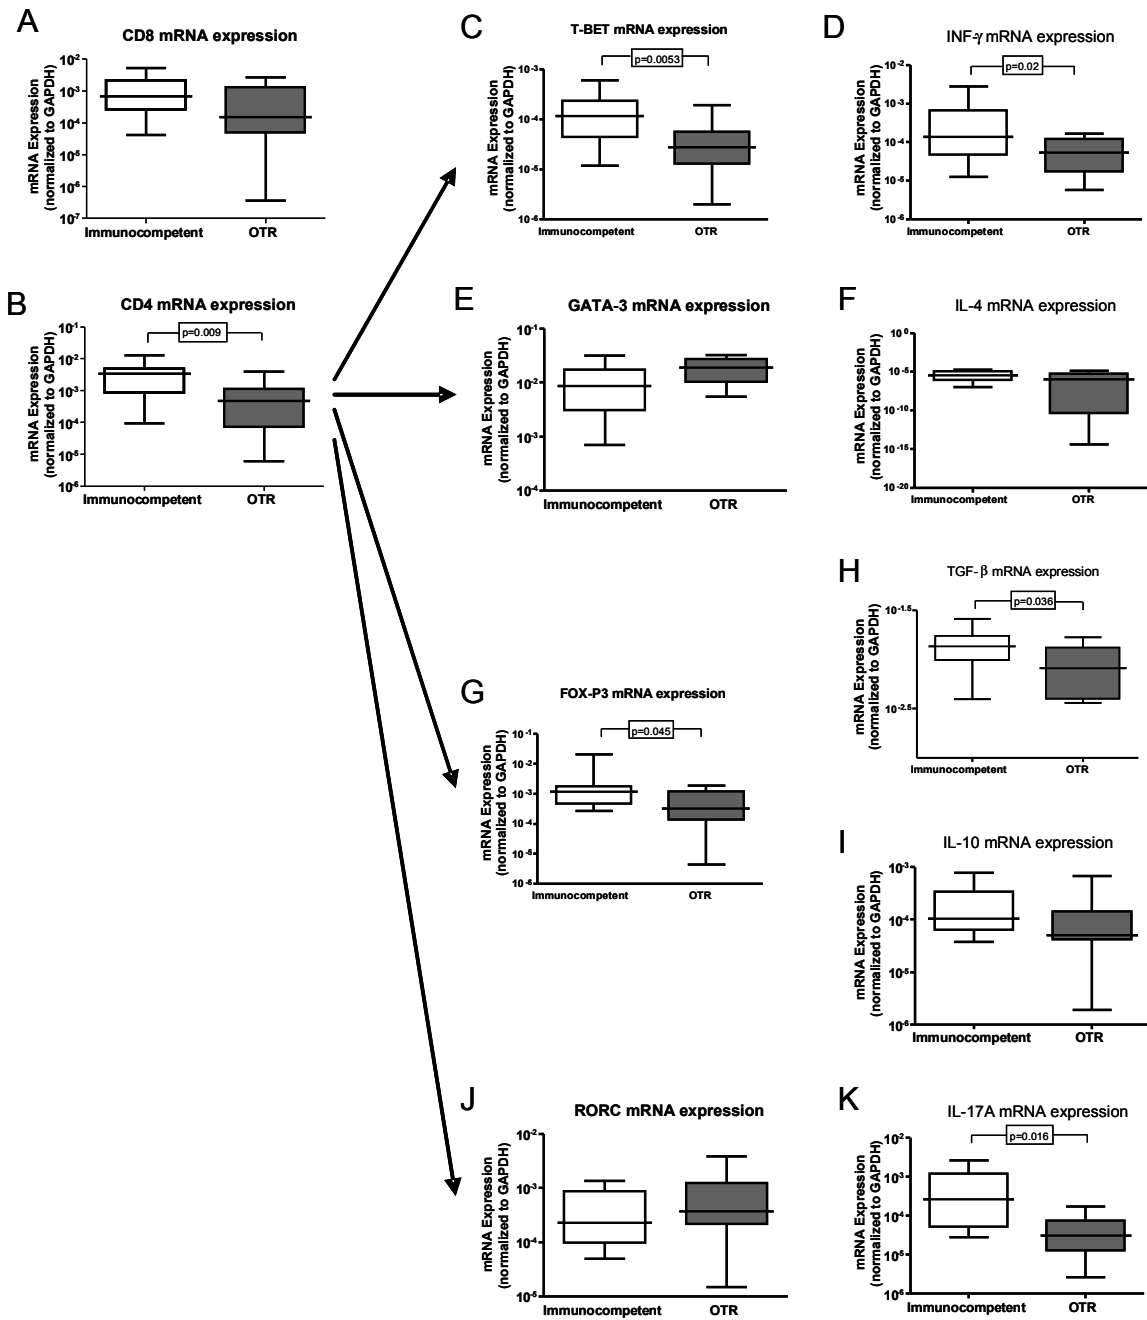 A
CD8 mRNA expression
mRNA Expression
(normalized to GAPDH)
10-2
10-3
10-4
10-5
10-6
10-7
Immunocompetent OTR
B
CD4 mRNA expression
p=0.009
mRNA Expression
(normalized to GAPDH)
10-1
10-2
10-3
10-4
10-5
10-6
Immunocompetent OTR
C
T-BET mRNA expression
p=0.0053
mRNA Expression
(normalized to GAPDH)
10-3
10-4
10-5
10-6
Immunocompetent OTR
D
INF-γ mRNA expression
p=0.02
mRNA Expression
(normalized to GAPDH)
10-2
10-3
10-4
10-5
10-6
Immunocompetent OTR
E
GATA-3 mRNA expression
mRNA Expression
(normalized to GAPDH)
10-1
10-2
10-3
10-4
Immunocompetent OTR
F
IL-4 mRNA expression
mRNA Expression
(normalized to GAPDH)
10 0
10-5
10-10
10-15
10-20
Immunocompetent OTR
G
FOX-P3 mRNA expression
p=0.045
mRNA Expression
(normalized to GAPDH)
10-1
10-2
10-3
10-4
10-5
10-6
Immunocompetent OTR
H
TGF-β mRNA expression
p=0.036
mRNA Expression
(normalized to GAPDH)
10-1.5
10-2.5
Immunocompetent OTR
I
IL-10 mRNA expression
mRNA Expression
(normalized to GAPDH)
10-3
10-4
10-5
10-6
Immunocompetent OTR
J
RORC mRNA expression
mRNA Expression
(normalized to GAPDH)
10-2
10-3
10-4
10-5
Immunocompetent OTR
K
IL-17A mRNA expression
p=0.016
mRNA Expression
(normalized to GAPDH)
10-2
10-3
10-4
10-5
10-6
Immunocompetent OTR